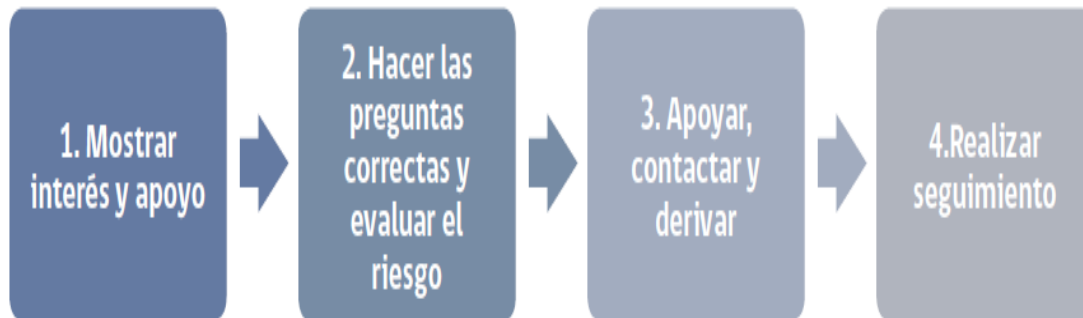 1. Mostrar
interés y apoyo
2. Hacer las
preguntas
correctas y
evaluar el
riesgo
3. Apoyar,
contactar y
derivar
4.Realizar
seguimiento